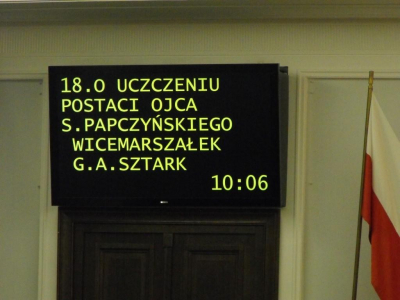 18.O UCZCZENIU
POSTACI OJCA
S.PAPCZYŃSKIEGO
WICEMARSZAŁEK
G.A.SZTARK
10:06